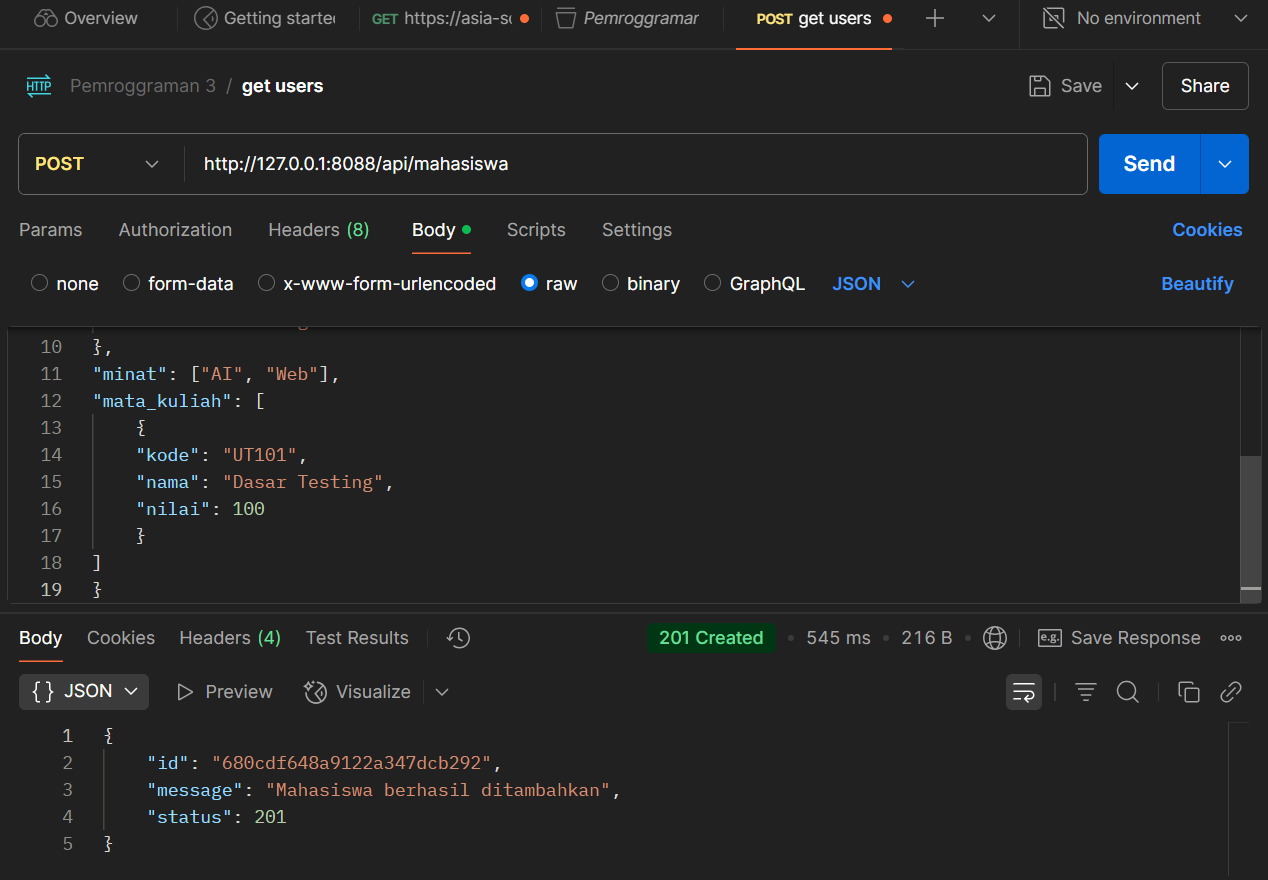 Overview Getting started GET https://asia-so Pemroggramar POST get users No environment
HTTP Pemroggraman 3 / get users Save Share
POST http://127.0.0.1:8088/api/mahasiswa Send
Params Authorization Headers (8) Body Scripts Settings Cookies
none form-data x-www-form-urlencoded raw binary GraphQL JSON Beautify
10 },
11 "minat": ["AI", "Web"],
12 "mata_kuliah": [
13 {
14 "kode": "UT101",
15 "nama": "Dasar Testing",
16 "nilai": 100
17 }
18 ]
19 }
Body Cookies Headers (4) Test Results 201 Created 545 ms 216 B e.g. Save Response
{} JSON Preview Visualize
1 {
2 "id": "680cdf648a9122a347dcb292",
3 "message": "Mahasiswa berhasil ditambahkan",
4 "status": 201
5 }